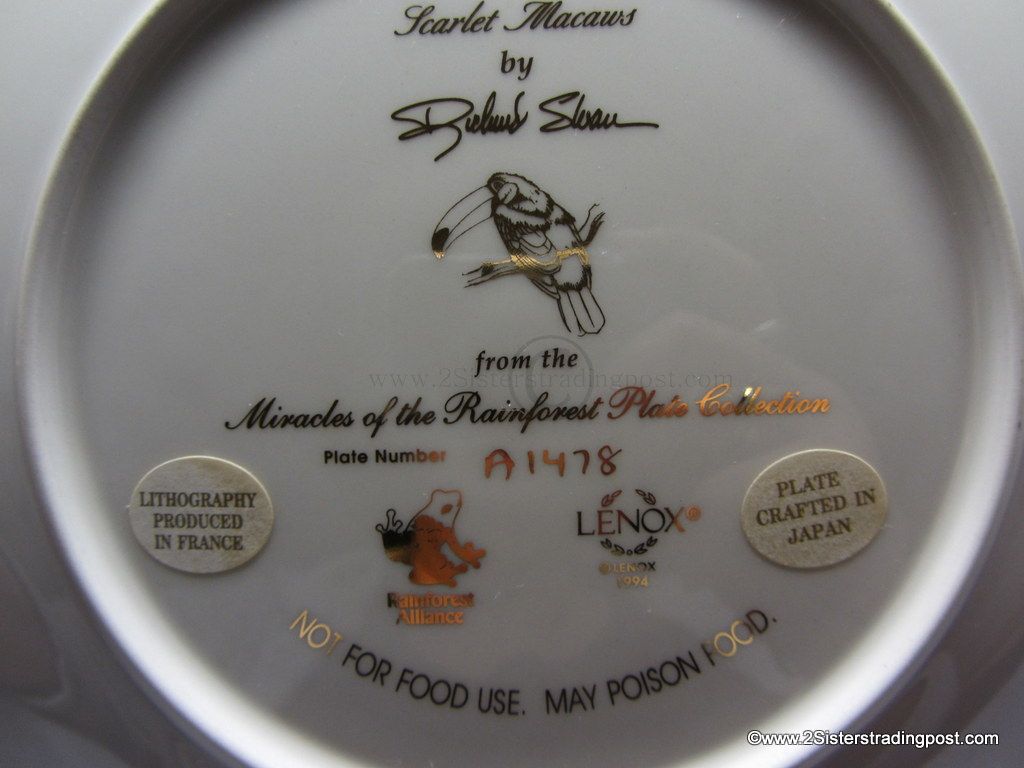 Scarlet Macaws
by
Richard Sloan
from the
www.2Sisterstradingpost.com
©
Miracles of the Rainforest Plate Collection
Plate Number A1478
LITHOGRAPHY
PRODUCED
IN FRANCE
Rainforest
Alliance
LENOX®
©LENOX
1994
PLATE
CRAFTED IN
JAPAN
NOT FOR FOOD USE. MAY POISON FOOD.
©www.2Sisterstradingpost.com